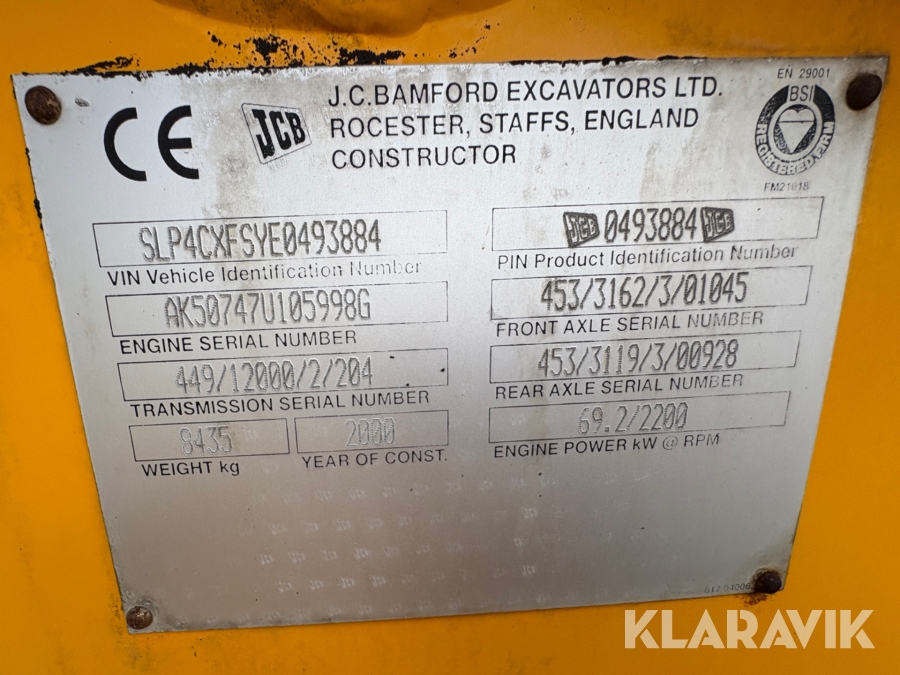 CE
JCB
J.C.BAMFORD EXCAVATORS LTD.
ROCESTER, STAFFS, ENGLAND
CONSTRUCTOR
EN 29001
BSI
REGISTERED FIRM
FM21018
SLP4CXFSYE0493884
VIN Vehicle Identification Number
AK50747U105998G
ENGINE SERIAL NUMBER
449/12000/2/204
TRANSMISSION SERIAL NUMBER
8435
WEIGHT kg
2000
YEAR OF CONST.
JCB 0493884 JCB
PIN Product Identification Number
453/3162/3/01045
FRONT AXLE SERIAL NUMBER
453/3119/3/00928
REAR AXLE SERIAL NUMBER
69.2/2200
ENGINE POWER kW @ RPM
KLARAVIK